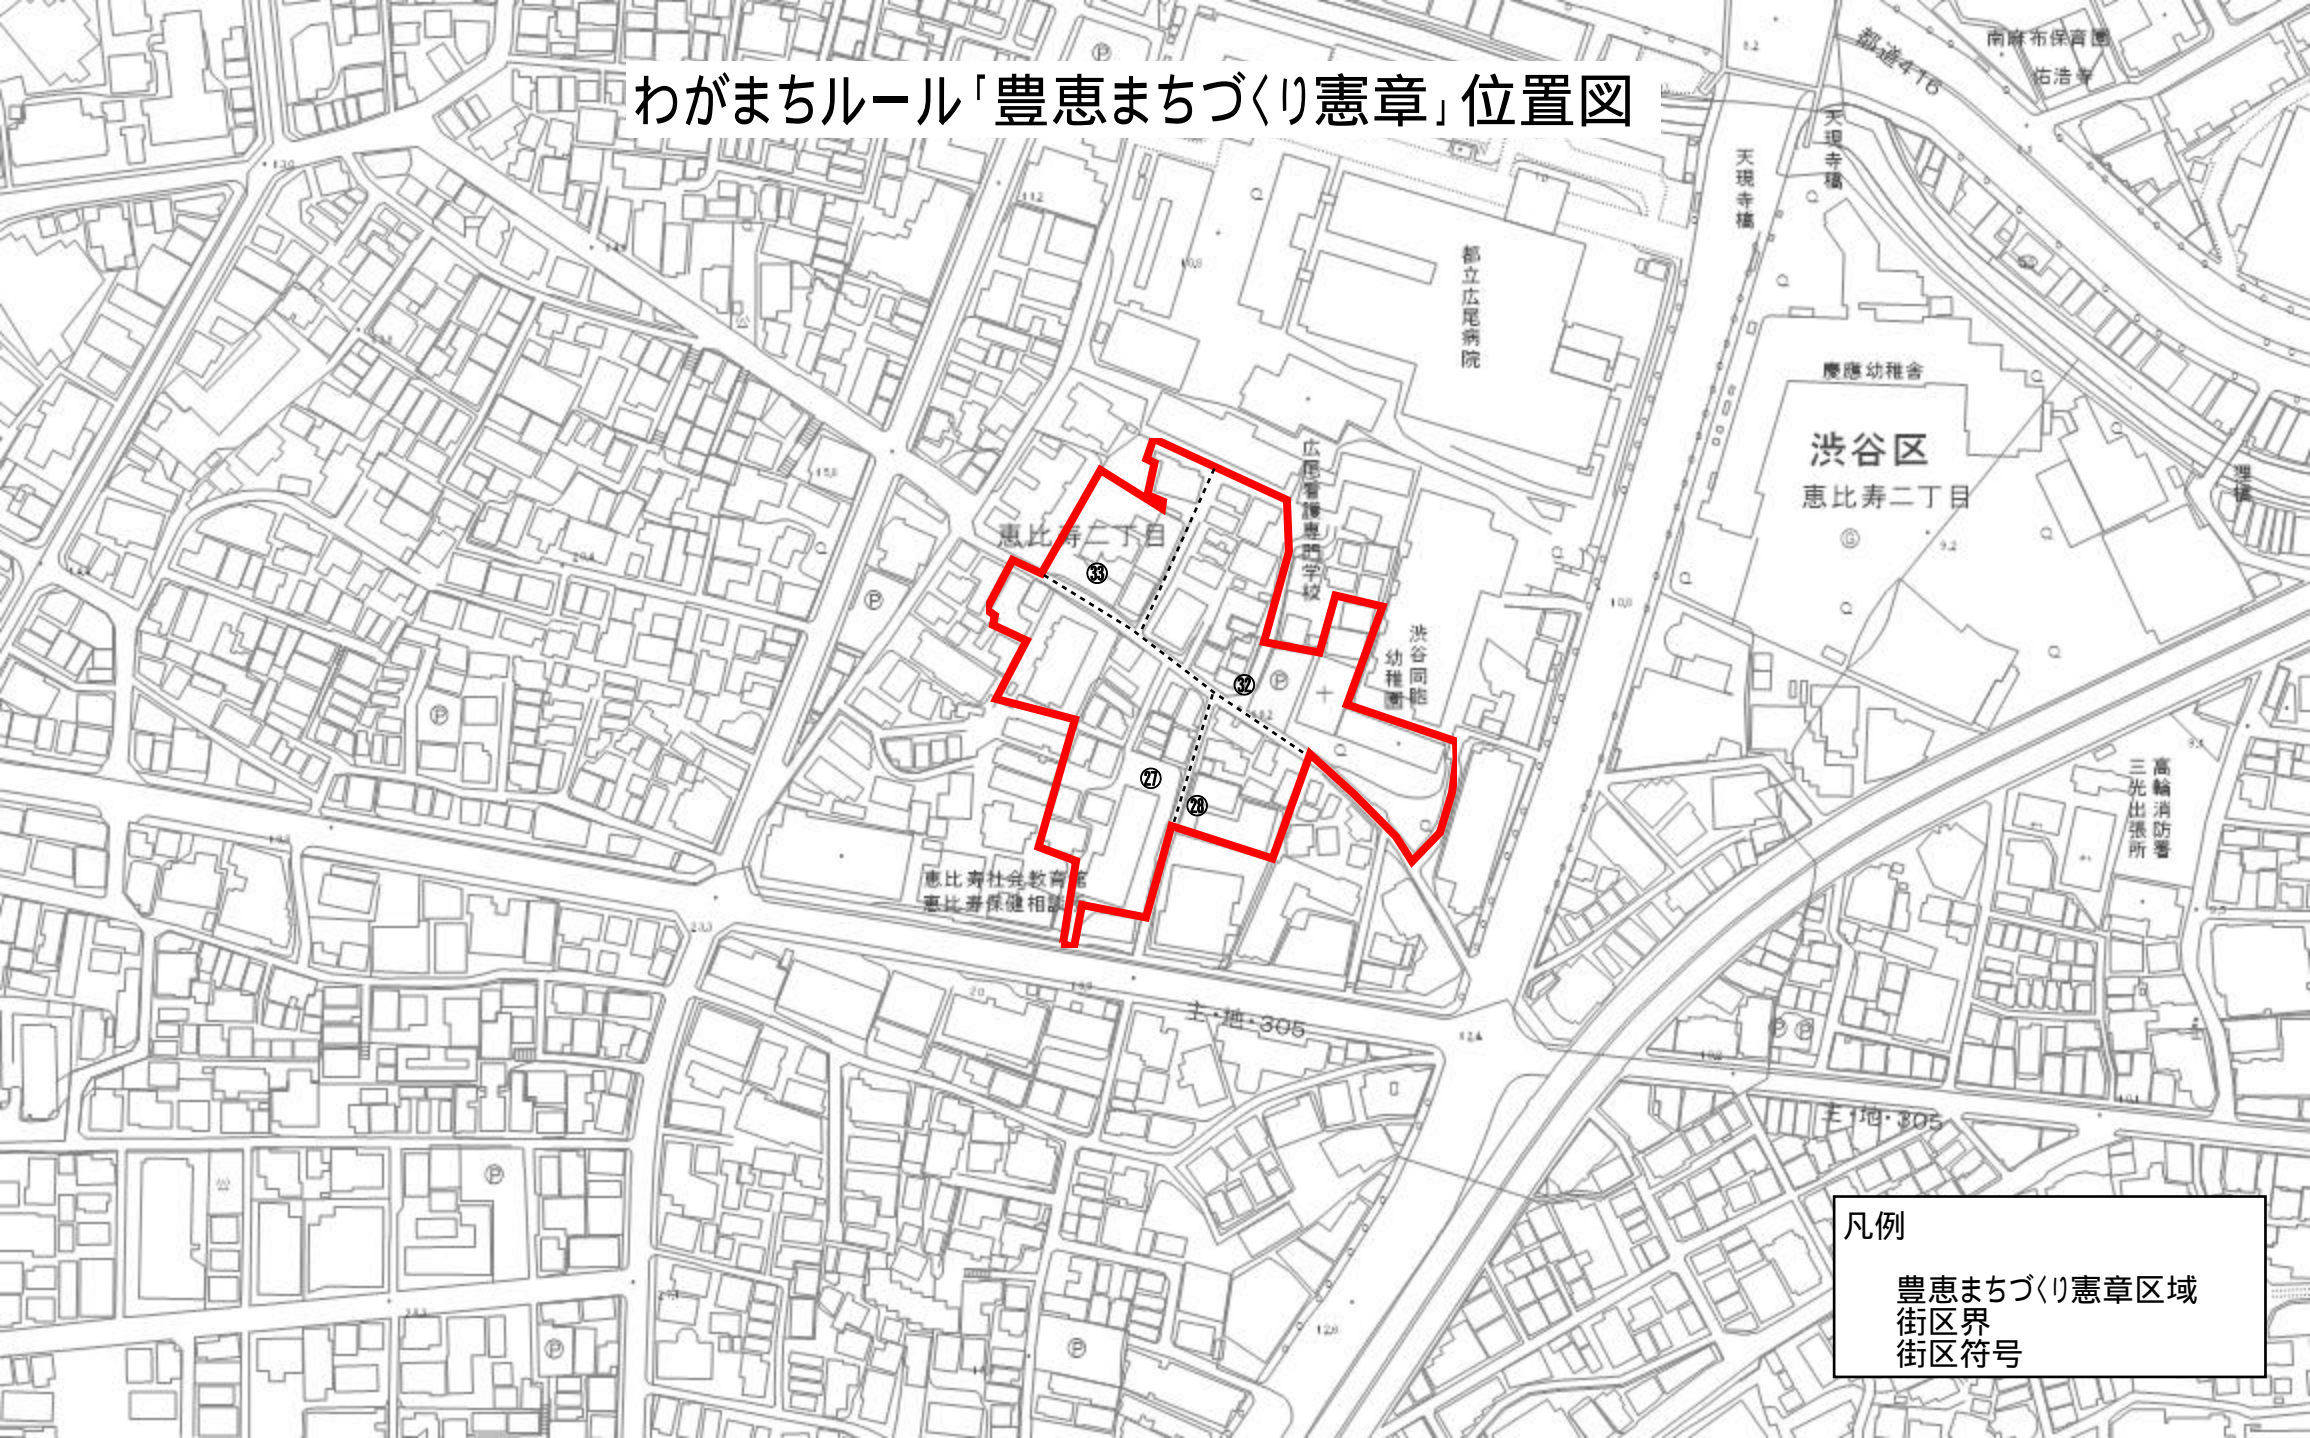 わがまちルール「豊恵まちづくり憲章」位置図
都道416
南麻布保育園
佑浩寺
天現寺橋
天現寺橋
都立広尾病院
慶應幼稚舎
渋谷区
恵比寿二丁目
狸橋
広尾看護専門学校
恵比寿二丁目
㉝
渋谷同胞
幼稚園
㉜
㉗
㉘
高輪消防署
三光出張所
恵比寿社会教育館
恵比寿保健相談
主・地・305
主・地・305
凡例
豊恵まちづくり憲章区域
街区界
街区符号